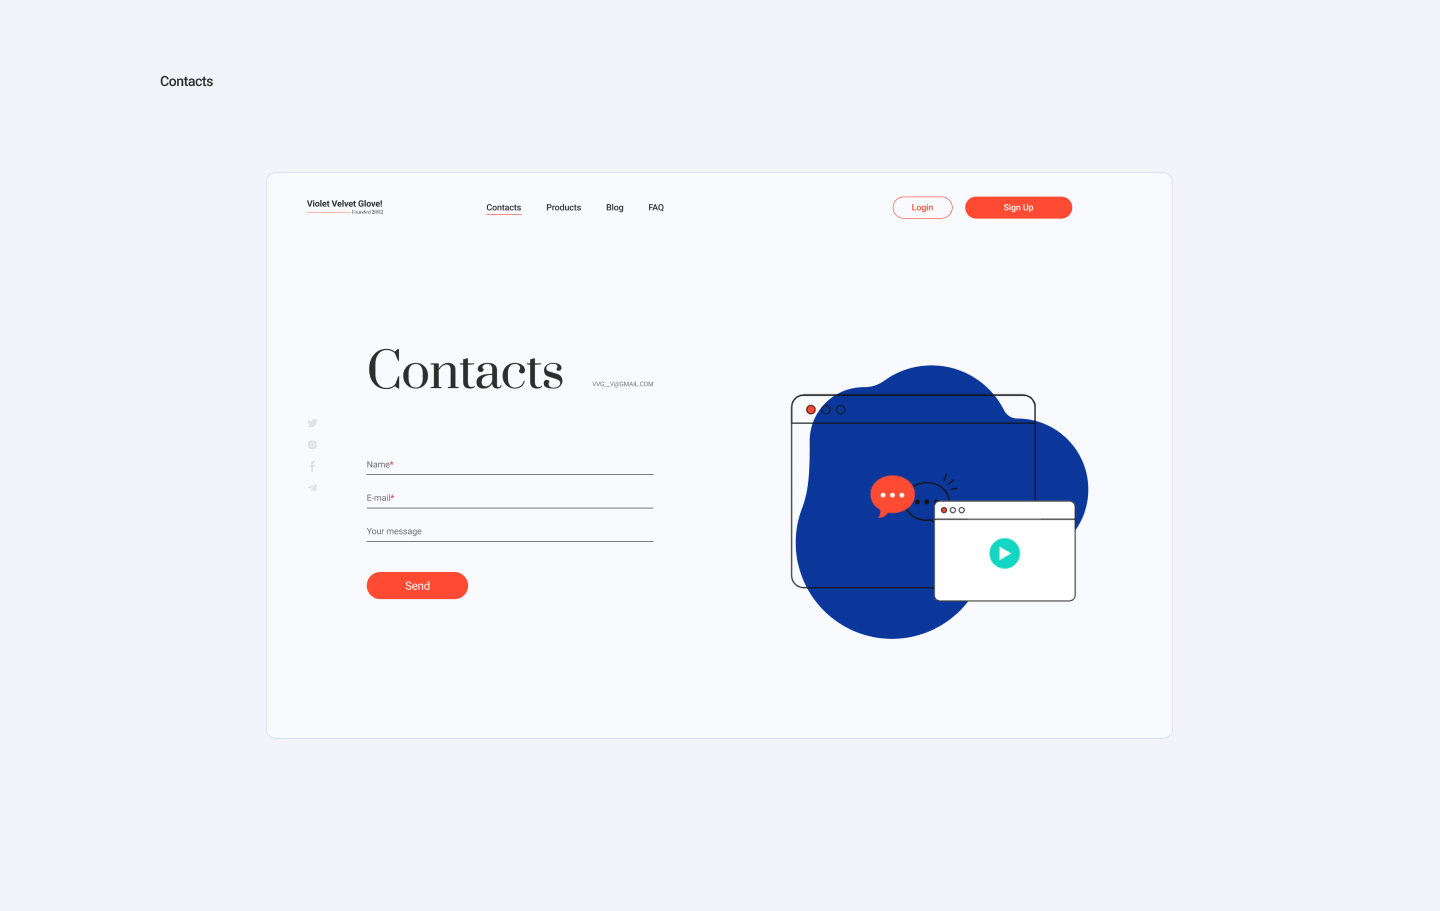 Contacts
Violet Velvet Glove!
Founded 2002
Contacts
Products
Blog
FAQ
Login
Sign Up
Contacts
VVG_V@GMAIL.COM
Name*
E-mail*
Your message
Send